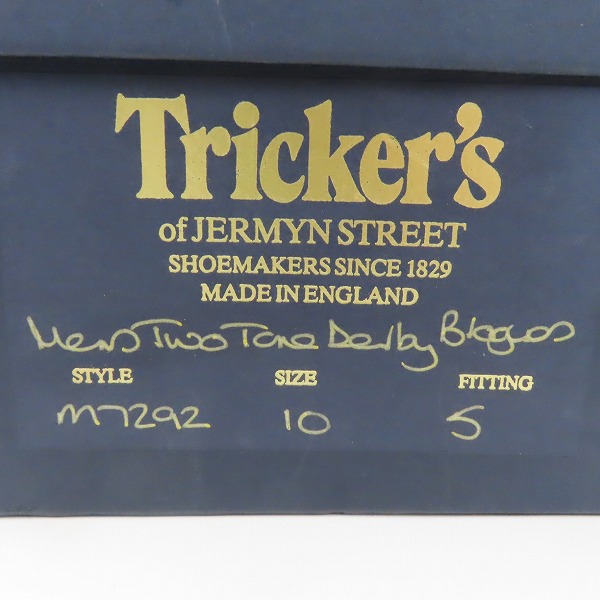 Tricker's
of JERMYN STREET
SHOEMAKERS SINCE 1829
MADE IN ENGLAND
Mens Two Tone Derby Brogues
STYLE SIZE FITTING
M7292 10 5